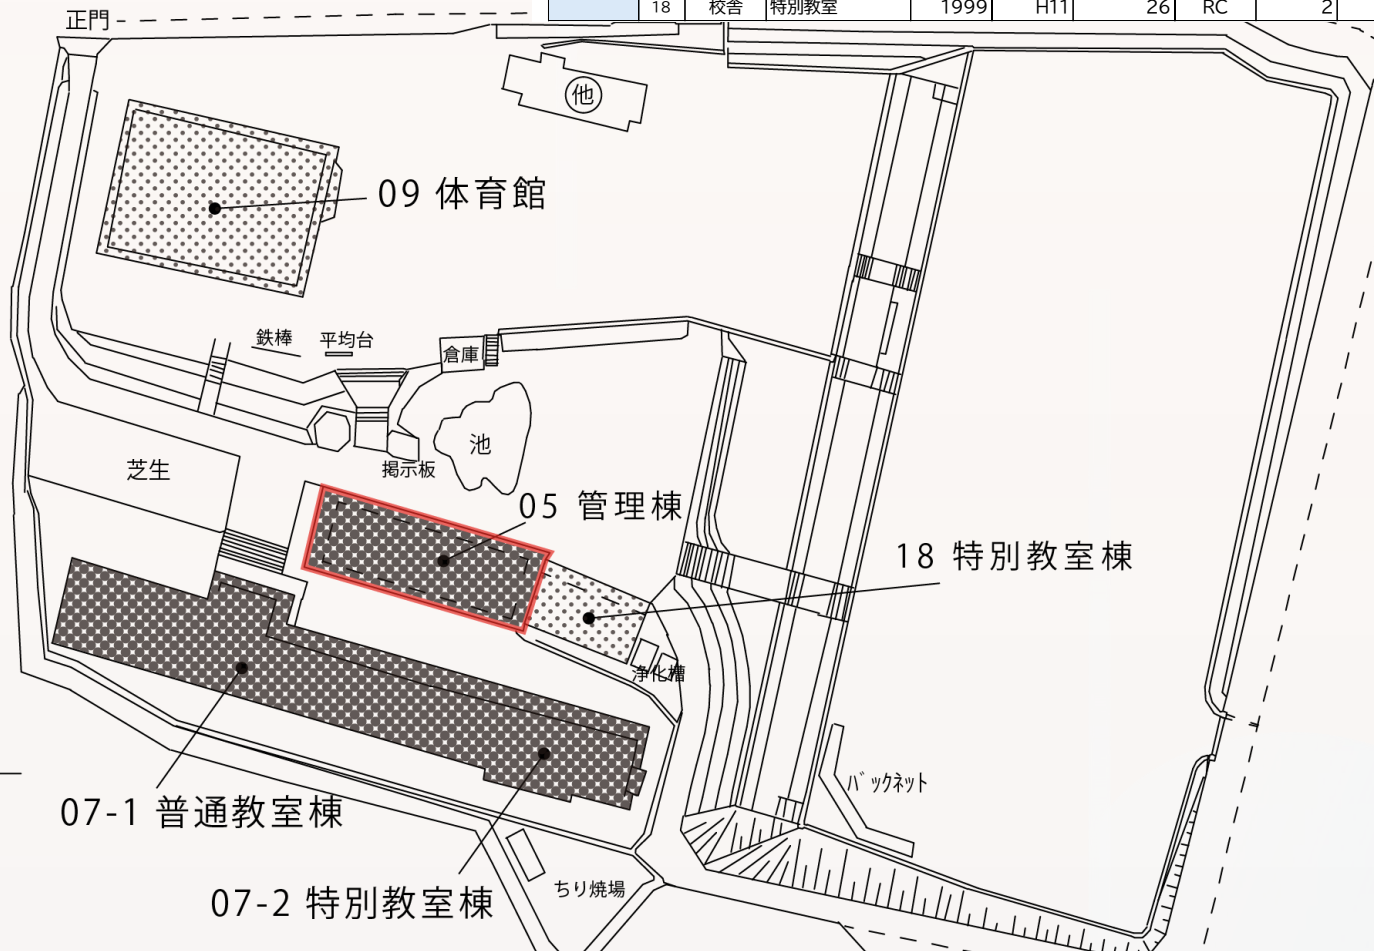 18 校舎 特別教室 1999 H11 26 RC 2
正門
他
09 体育館
鉄棒
平均台
倉庫
池
芝生
掲示板
05 管理棟
18 特別教室棟
浄化槽
バックネット
07-1 普通教室棟
07-2 特別教室棟
ちり焼場